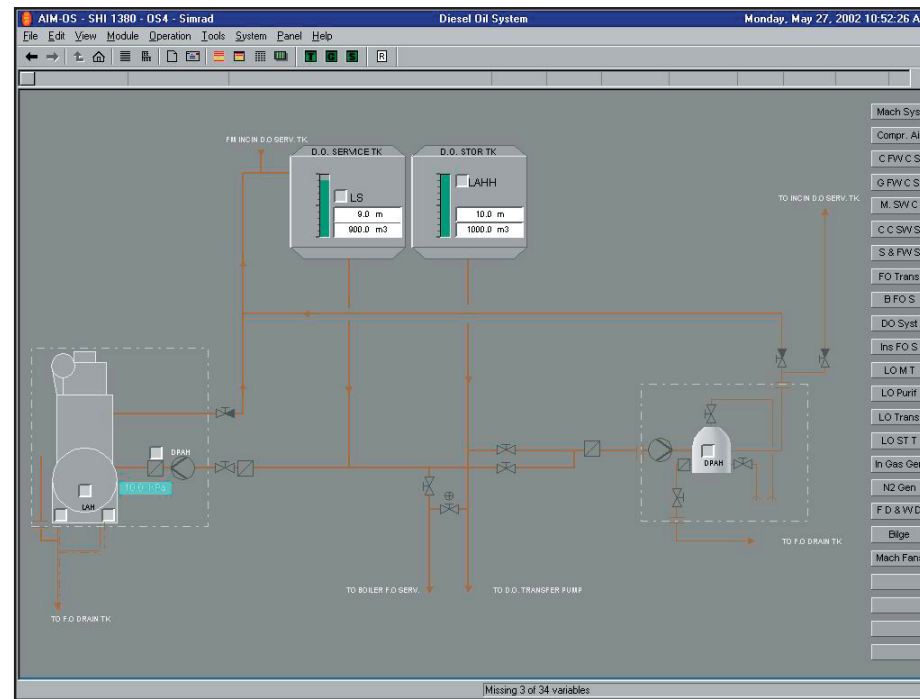 AIM-OS - SHI 1380 - OS4 - Simrad Diesel Oil System Monday, May 27, 2002 10:52:26 A
File Edit View Module Operation Tools System Panel Help
T G S R
FM INCIN D.O SERV. TK.
D.O. SERVICE TK
D.O. STOR TK
LS
9.0 m
900.0 m3
LAHH
10.0 m
1000.0 m3
TO INCIN D.O SERV. TK.
DPAH
10.0 KPa
LAH
TO F.O DRAIN TK
DPAH
TO F.O DRAIN TK
TO BOILER F.O SERV.
TO D.O. TRANSFER PUMP
Mach Sys
Compr. Ai
C FW C S
G FW C S
M. SW C
C C SW S
S & FW S
FO Trans
B FO S
DO Syst
Ins FO S
LO M T
LO Purif
LO Trans
LO ST T
In Gas Ger
N2 Gen
F D & W D
Bilge
Mach Fans
Missing 3 of 34 variables